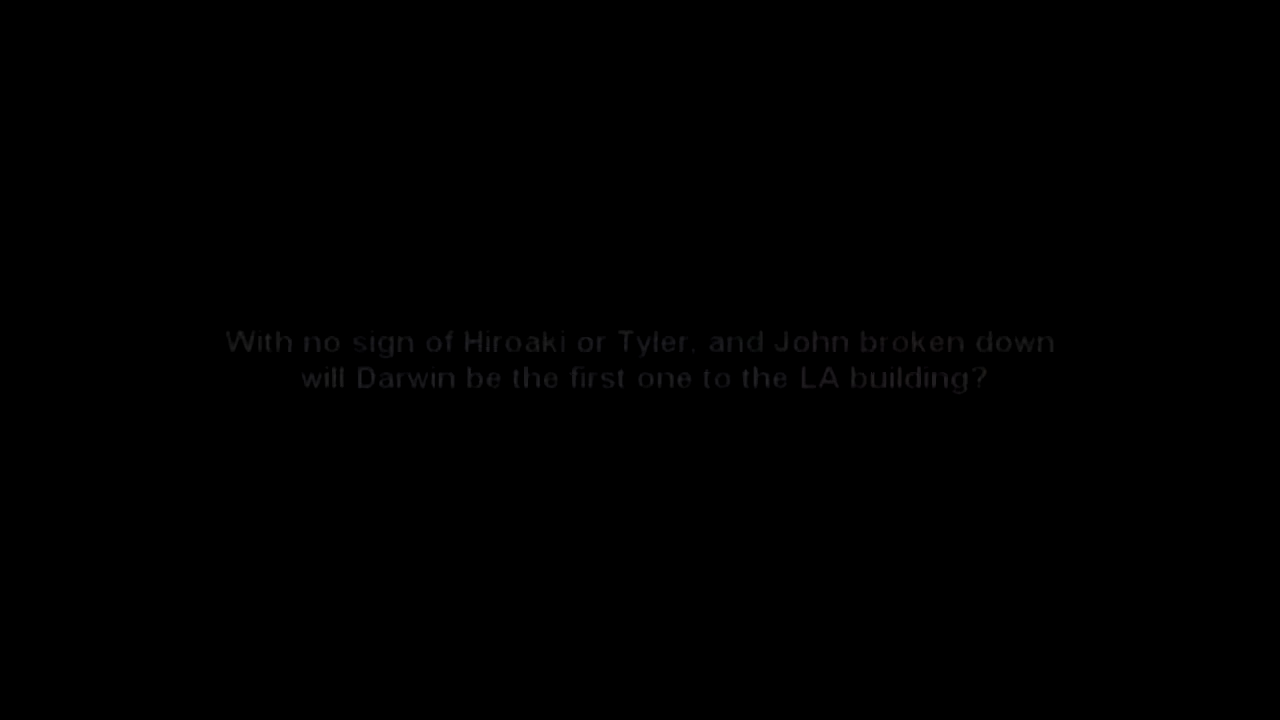 With no sign of Hiroaki or Tyler, and John broken down
will Darwin be the first one to the LA building?